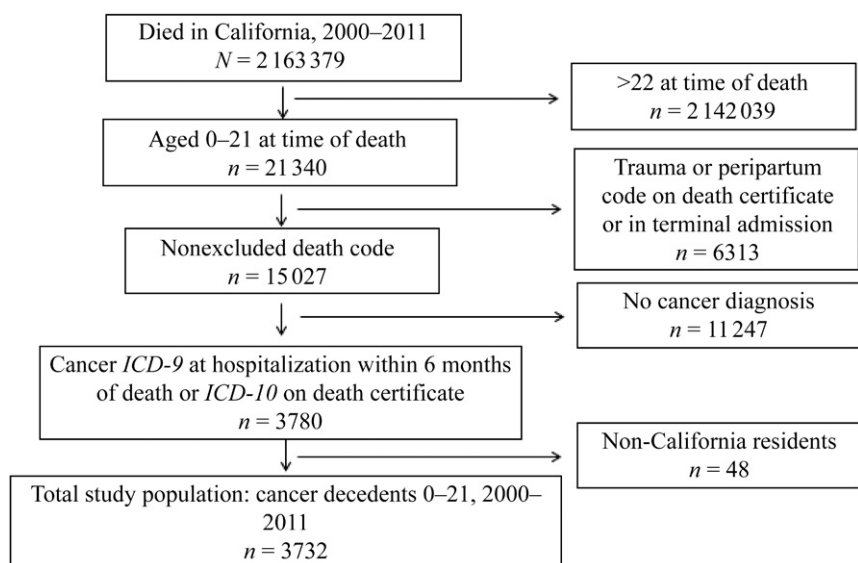 Died in California, 2000–2011
N = 2 163 379
>22 at time of death
n = 2 142 039
Aged 0–21 at time of death
n = 21 340
Trauma or peripartum
code on death certificate
or in terminal admission
n = 6313
Nonexcluded death code
n = 15 027
No cancer diagnosis
n = 11 247
Cancer ICD-9 at hospitalization within 6 months
of death or ICD-10 on death certificate
n = 3780
Non-California residents
n = 48
Total study population: cancer decedents 0–21, 2000–
2011
n = 3732